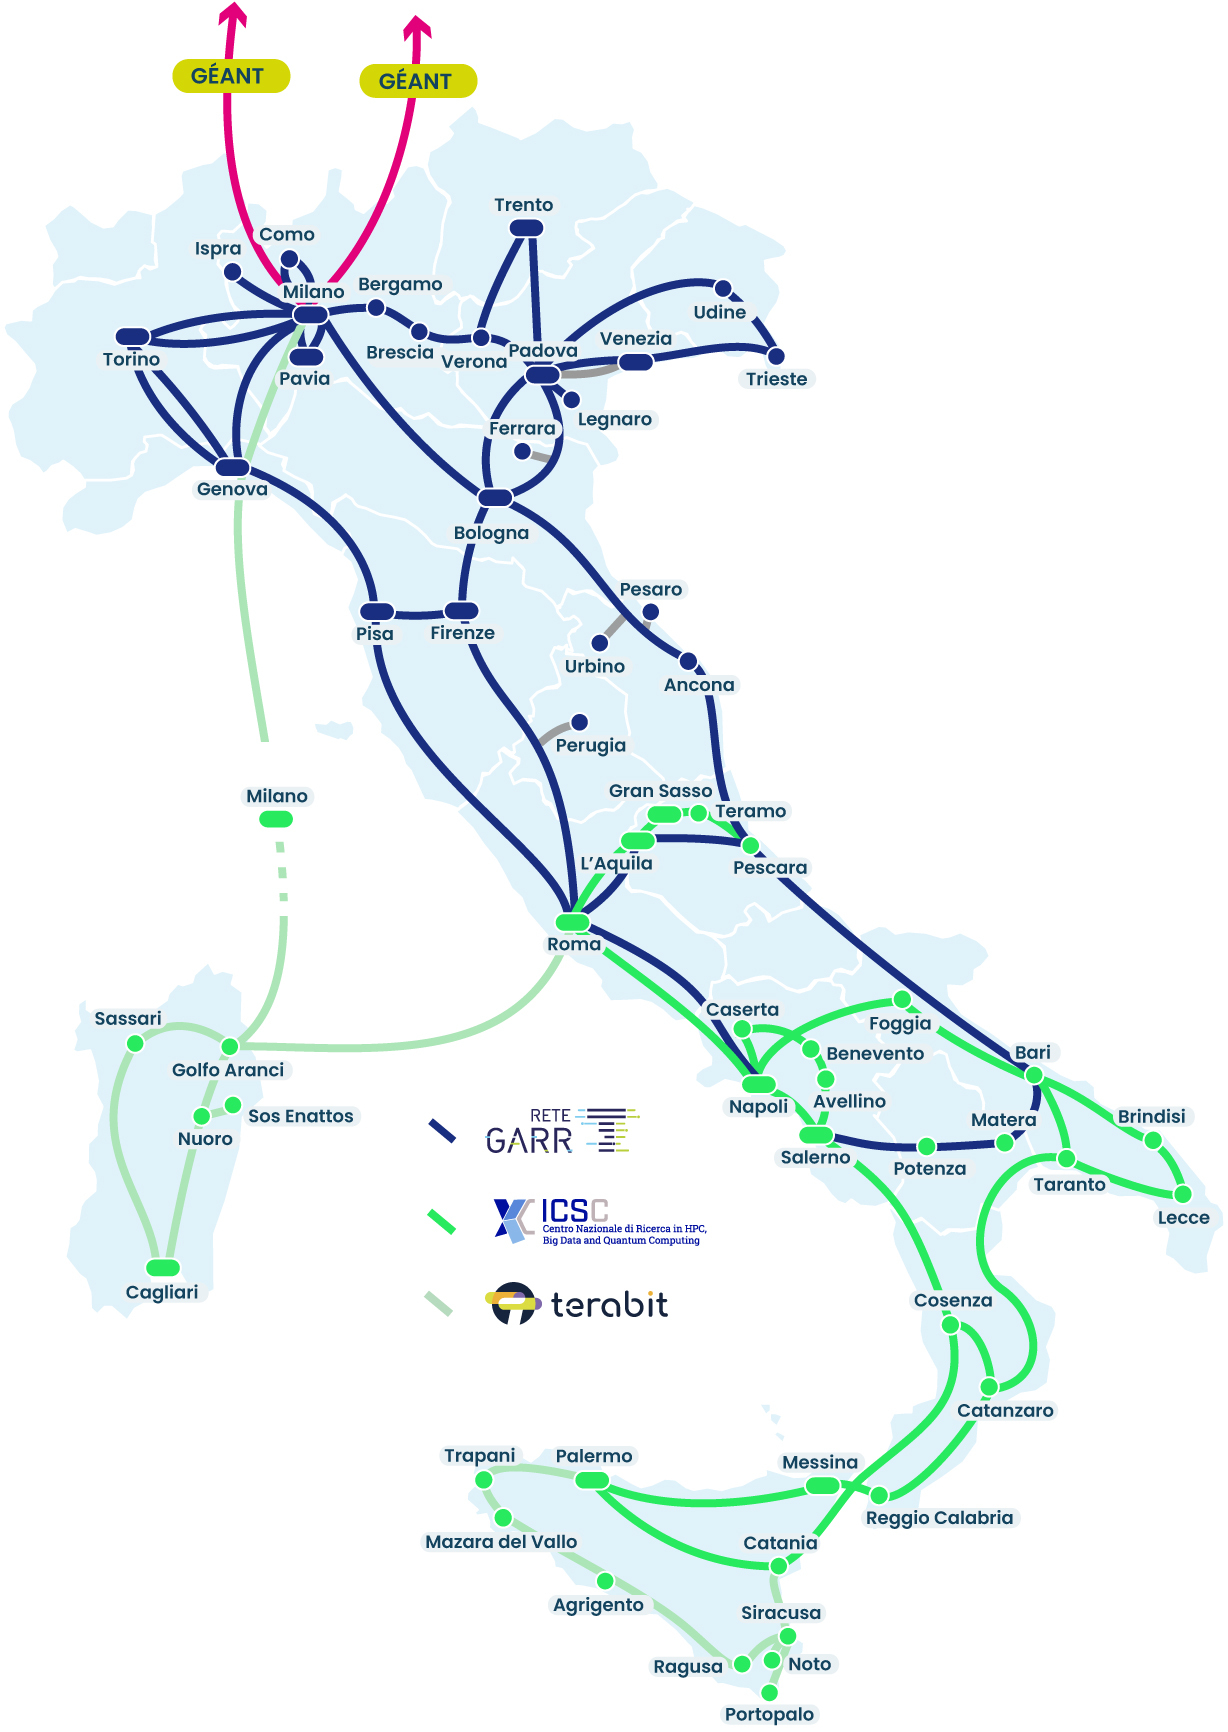 GÉANT
GÉANT
Trento
Como
Ispra
Milano
Bergamo
Udine
Venezia
Torino
Brescia
Verona
Padova
Pavia
Trieste
Legnaro
Ferrara
Genova
Bologna
Pesaro
Pisa
Firenze
Urbino
Ancona
Perugia
Milano
Gran Sasso
Teramo
L'Aquila
Pescara
Roma
Caserta
Sassari
Foggia
Golfo Aranci
Benevento
Bari
Napoli
Avellino
Sos Enattos
Nuoro
RETE
GARR
Matera
Brindisi
Salerno
Potenza
Taranto
Lecce
ICSC
Centro Nazionale di Ricerca in HPC,
Big Data and Quantum Computing
Cagliari
terabit
Cosenza
Catanzaro
Trapani
Palermo
Messina
Reggio Calabria
Mazara del Vallo
Catania
Agrigento
Siracusa
Ragusa
Noto
Portopalo